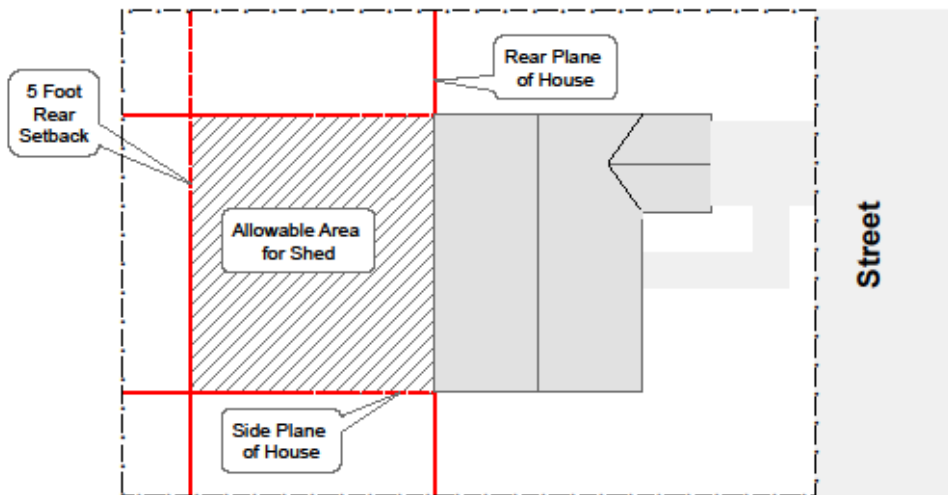 Rear Plane
of House
5 Foot
Rear
Setback
Allowable Area
for Shed
Street
Side Plane
of House